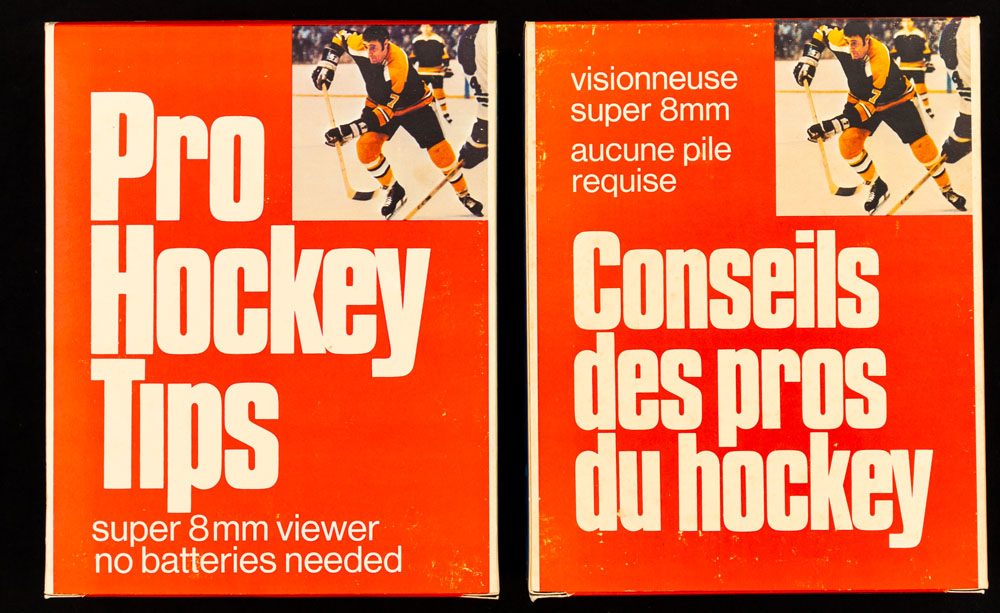 Pro
Hockey
Tips
super 8mm viewer
no batteries needed
visionneuse
super 8mm
aucune pile
requise
Conseils
des pros
du hockey